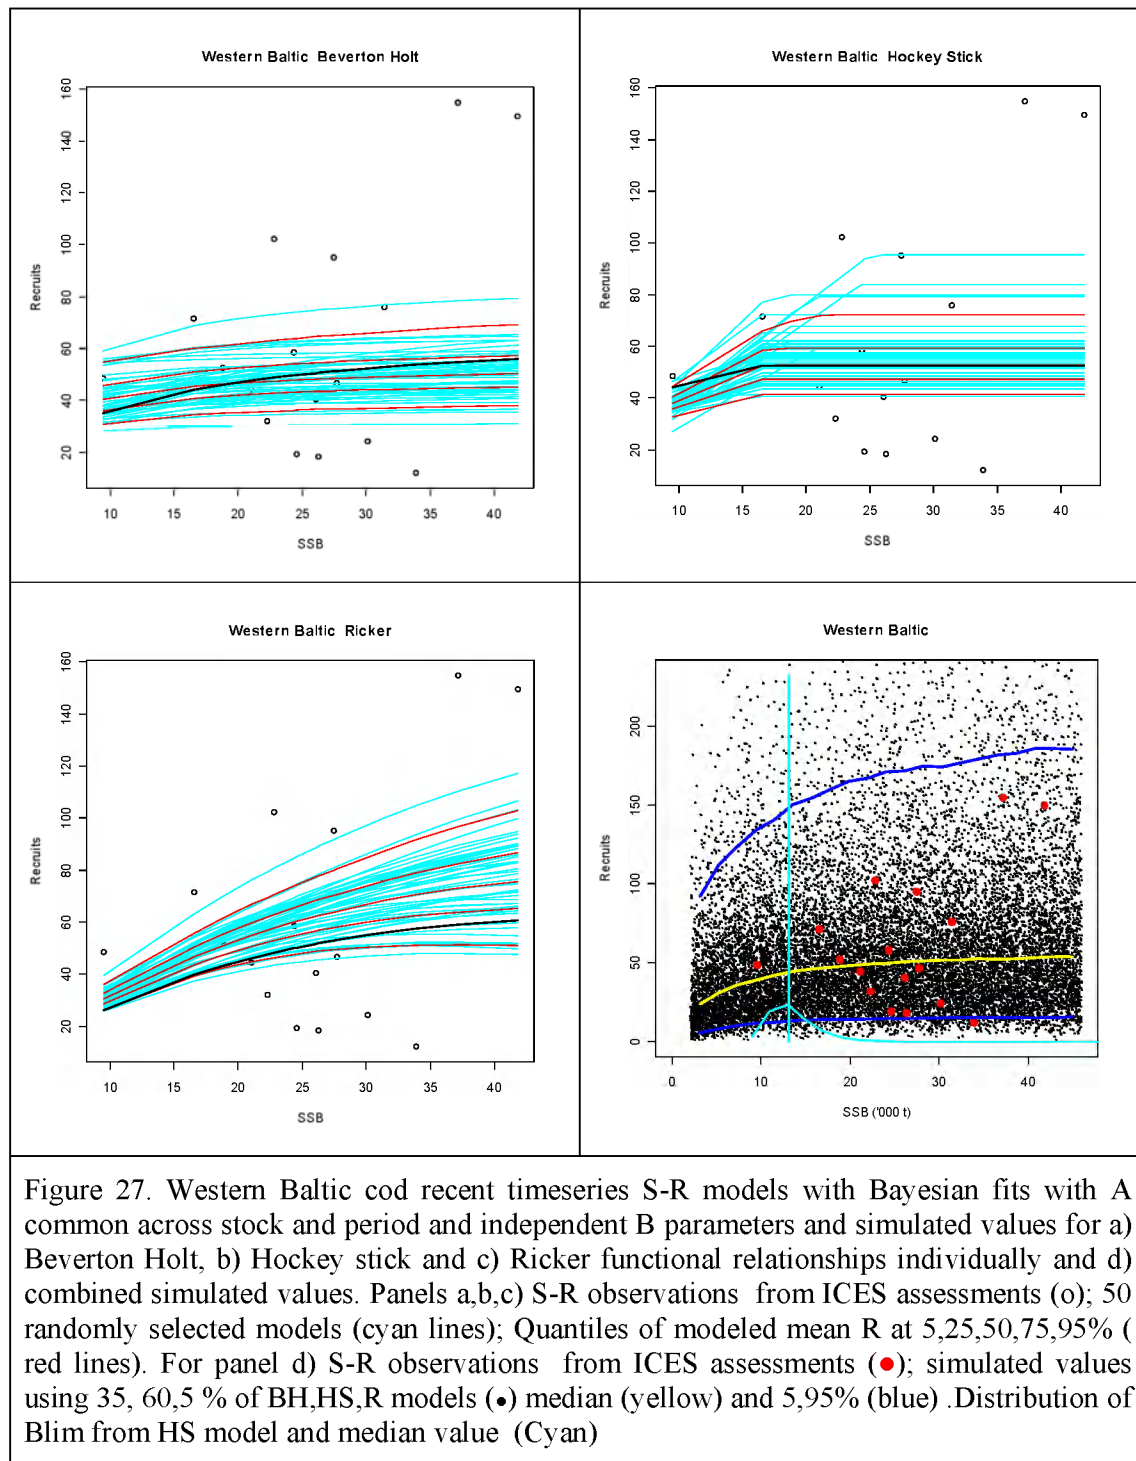 Western Baltic Beverton Holt
160
140
120
100
80
60
40
20
Recruits
10 15 20 25 30 35 40
SSB
Western Baltic Hockey Stick
160
140
120
100
80
60
40
20
Recruits
10 15 20 25 30 35 40
SSB
Western Baltic Ricker
160
140
120
100
80
60
40
20
Recruits
10 15 20 25 30 35 40
SSB
Western Baltic
200
150
100
50
0
Recruits
0 10 20 30 40
SSB ('000 t)
Figure 27. Western Baltic cod recent timeseries S-R models with Bayesian fits with A
common across stock and period and independent B parameters and simulated values for a)
Beverton Holt, b) Hockey stick and c) Ricker functional relationships individually and d)
combined simulated values. Panels a,b,c) S-R observations from ICES assessments (o); 50
randomly selected models (cyan lines); Quantiles of modeled mean R at 5,25,50,75,95% (
red lines). For panel d) S-R observations from ICES assessments (●); simulated values
using 35, 60,5 % of BH,HS,R models (•) median (yellow) and 5,95% (blue) .Distribution of
Blim from HS model and median value (Cyan)